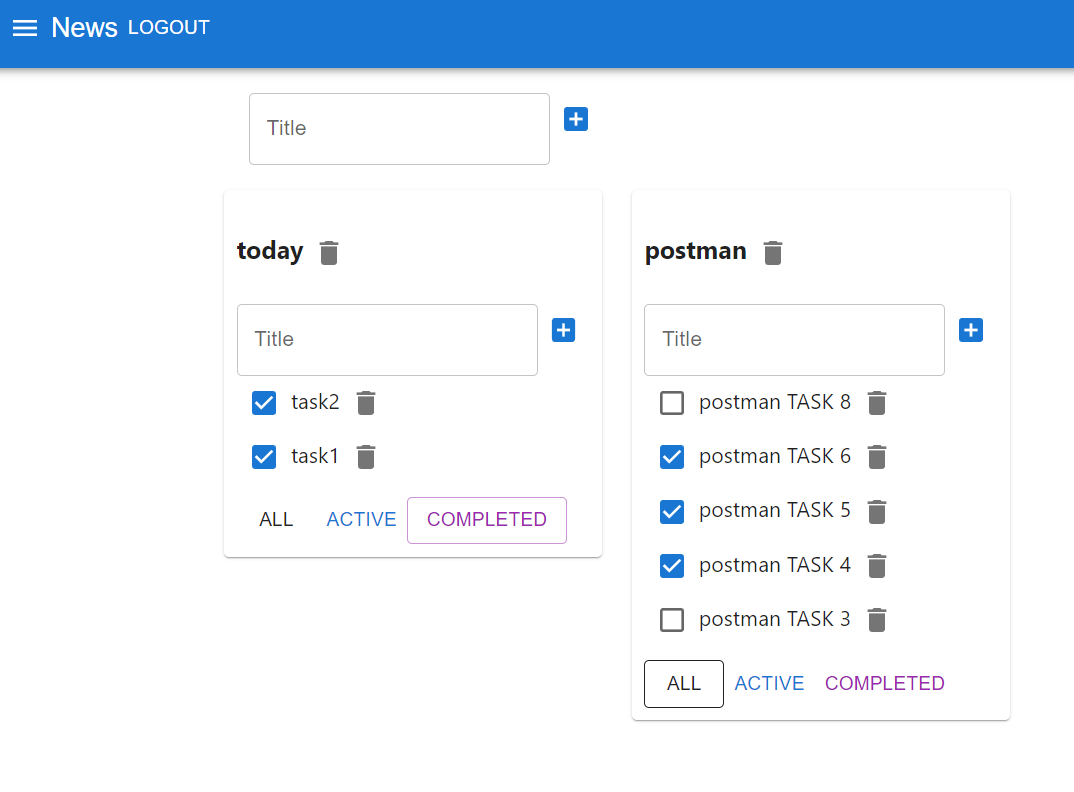 News LOGOUT
Title
today
Title
task2
task1
ALL ACTIVE COMPLETED
postman
Title
postman TASK 8
postman TASK 6
postman TASK 5
postman TASK 4
postman TASK 3
ALL ACTIVE COMPLETED